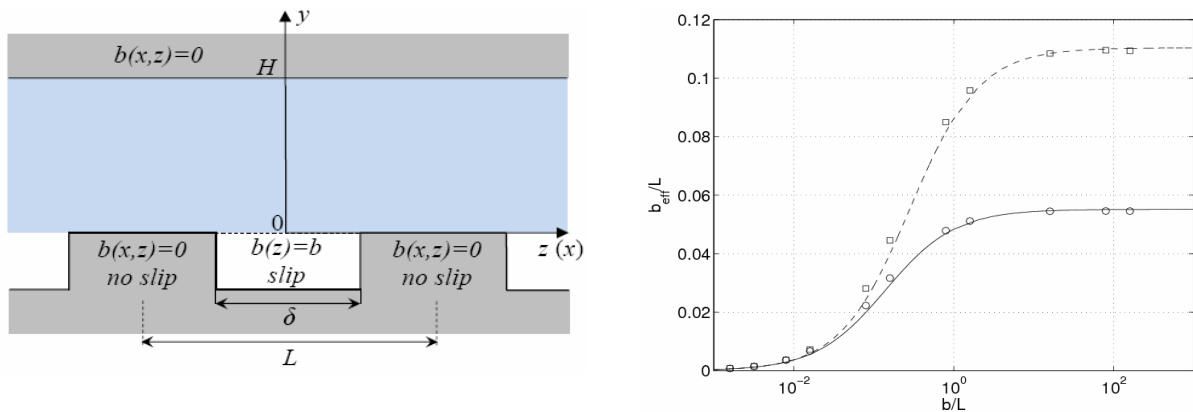 y
b(x,z)=0
H
0
b(x,z)=0
no slip
b(z)=b
slip
b(x,z)=0
no slip
z (x)
δ
L
0.12
0.1
0.08
0.06
0.04
0.02
0
b_eff/L
10^-2
10^0
10^2
b/L